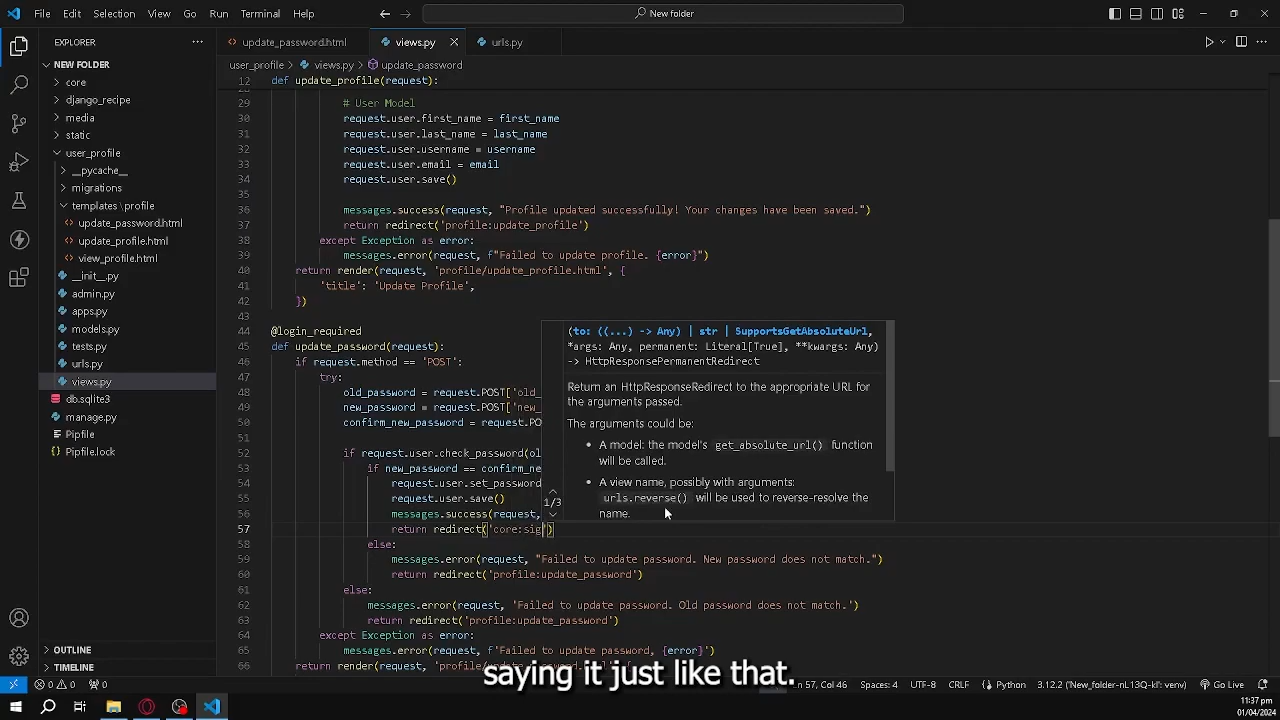 File Edit Selection View Go Run Terminal Help
New folder
EXPLORER
NEW FOLDER
core
django_recipe
media
static
user_profile
__pycache__
migrations
templates \profile
update_password.html
update_profile.html
view_profile.html
__init__.py
admin.py
apps.py
models.py
tests.py
urls.py
views.py
db.sqlite3
manage.py
Pipfile
Pipfile.lock
OUTLINE
TIMELINE
update_password.html views.py urls.py
user_profile > views.py > update_password
12 def update_profile(request):
29 # User Model
30 request.user.first_name = first_name
31 request.user.last_name = last_name
32 request.user.username = username
33 request.user.email = email
34 request.user.save()
35
36 messages.success(request, "Profile updated successfully! Your changes have been saved.")
37 return redirect('profile:update_profile')
38 except Exception as error:
39 messages.error(request, f"Failed to update profile. {error}")
40 return render(request, 'profile/update_profile.html', {
41 'title': 'Update Profile',
42 })
43
44 @login_required
45 def update_password(request):
46 if request.method == 'POST':
47 try:
48 old_password = request.POST['old_
49 new_password = request.POST['new_
50 confirm_new_password = request.PO
51
52 if request.user.check_password(ol
53 if new_password == confirm_new
54 request.user.set_password
55 request.user.save()
56 messages.success(request,
57 return redirect('core:sig')
58 else:
59 messages.error(request, "Failed to update password. New password does not match.")
60 return redirect('profile:update_password')
61 else:
62 messages.error(request, 'Failed to update password. Old password does not match.')
63 return redirect('profile:update_password')
64 except Exception as error:
65 messages.error(request, f'Failed to update password, {error}')
66 return render(request, 'profile/update_password.html', {
(to: ((...) -> Any) | str | SupportsGetAbsoluteUrl,
**args: Any, permanent: Literal[True], **kwargs: Any)
-> HttpResponsePermanentRedirect
Return an HttpResponseRedirect to the appropriate URL for
the arguments passed.
The arguments could be:
• A model: the model's get_absolute_url() function
will be called.
• A view name, possibly with arguments:
urls.reverse() will be used to reverse-resolve the
name.
1/3
saying it just like that.
0 0 0 Ln 57, Col 46 Spaces: 4 UTF-8 CRLF Python 3.12.2 ('New_folder-nL13Q-kl': venv) Go Live
11:37 pm
01/04/2024